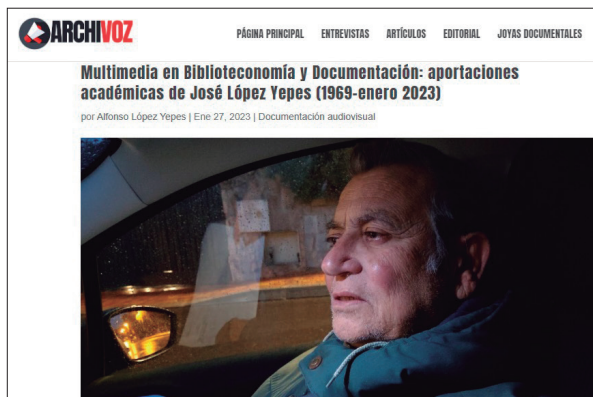 ARCHIVOZ
PÁGINA PRINCIPAL ENTREVISTAS ARTÍCULOS EDITORIAL JOYAS DOCUMENTALES
Multimedia en Biblioteconomía y Documentación: aportaciones
académicas de José López Yepes (1969-enero 2023)
por Alfonso López Yepes | Ene 27, 2023 | Documentación audiovisual